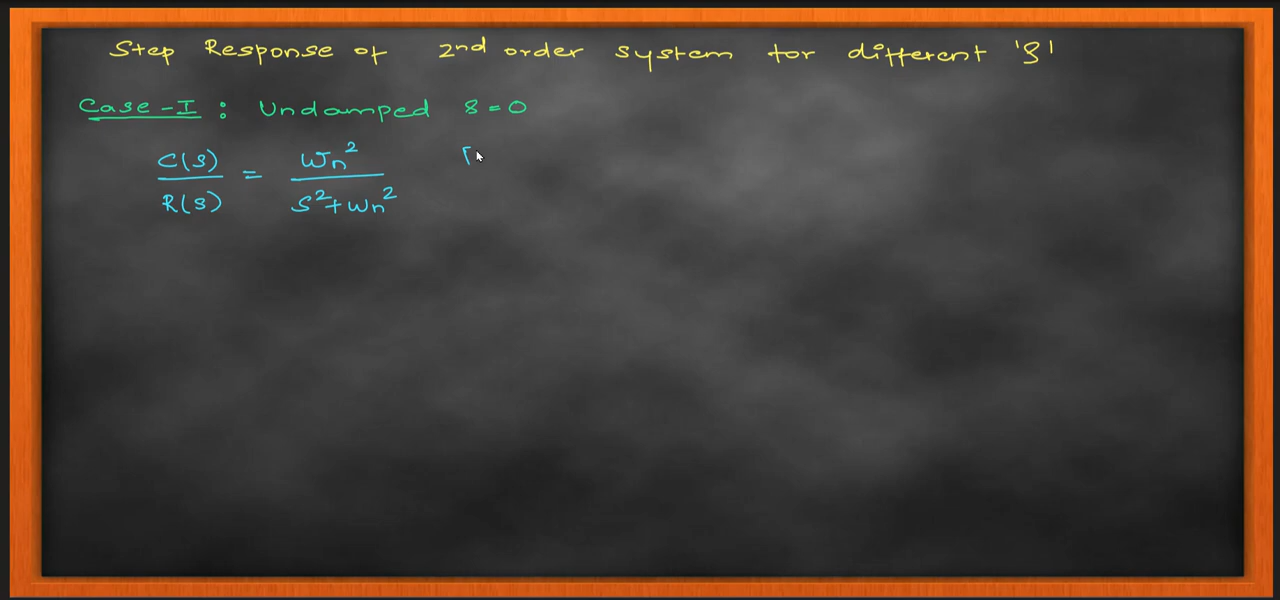 Step Response of 2nd order system for different 'ξ'
Case-I : Undamped ξ = 0
C(s)/R(s) = ωn²/s²+ωn²